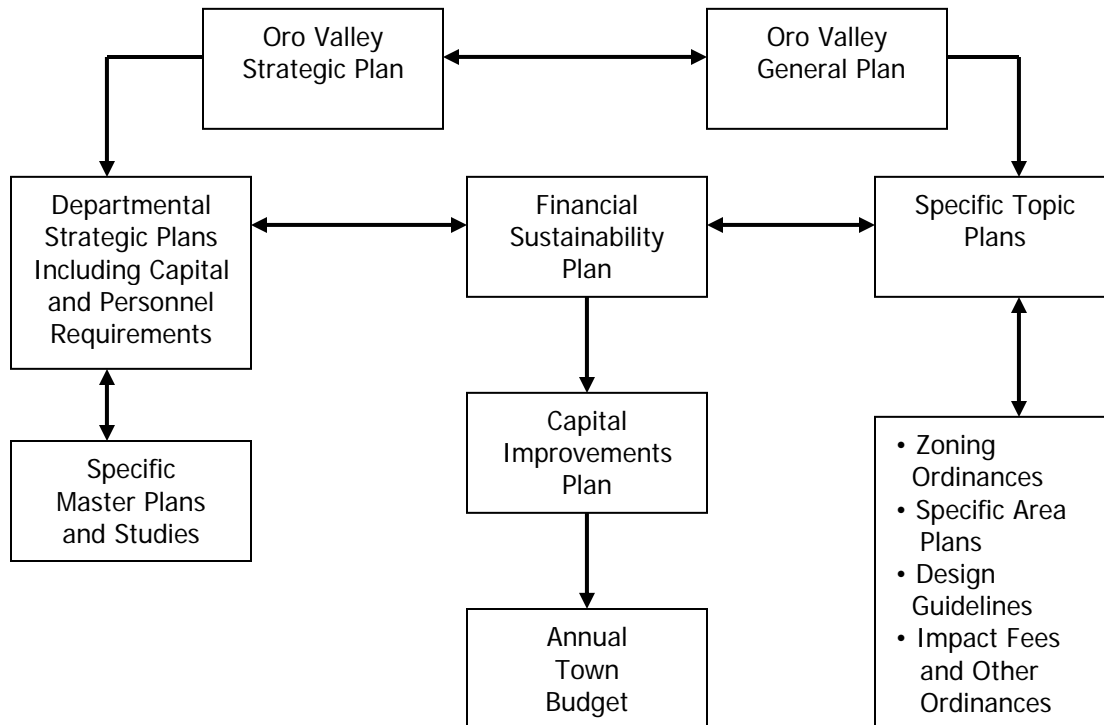 Oro Valley
Strategic Plan
Oro Valley
General Plan
Departmental
Strategic Plans
Including Capital
and Personnel
Requirements
Financial
Sustainability
Plan
Specific Topic
Plans
Specific
Master Plans
and Studies
Capital
Improvements
Plan
• Zoning
Ordinances
• Specific Area
Plans
• Design
Guidelines
• Impact Fees
and Other
Ordinances
Annual
Town
Budget